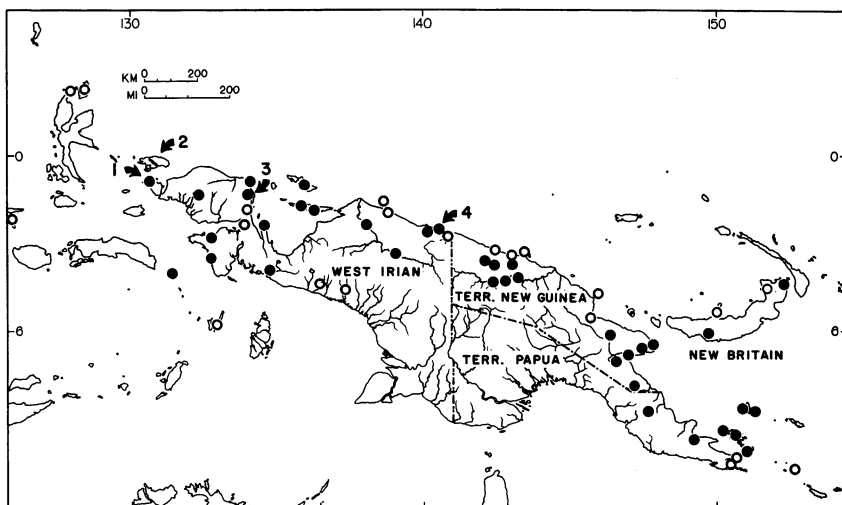 130 140 150
KM 0 200
MI 0 200
0 0
1 2 3 4
WEST IRIAN
TERR. NEW GUINEA
TERR. PAPUA
NEW BRITAIN
6 6